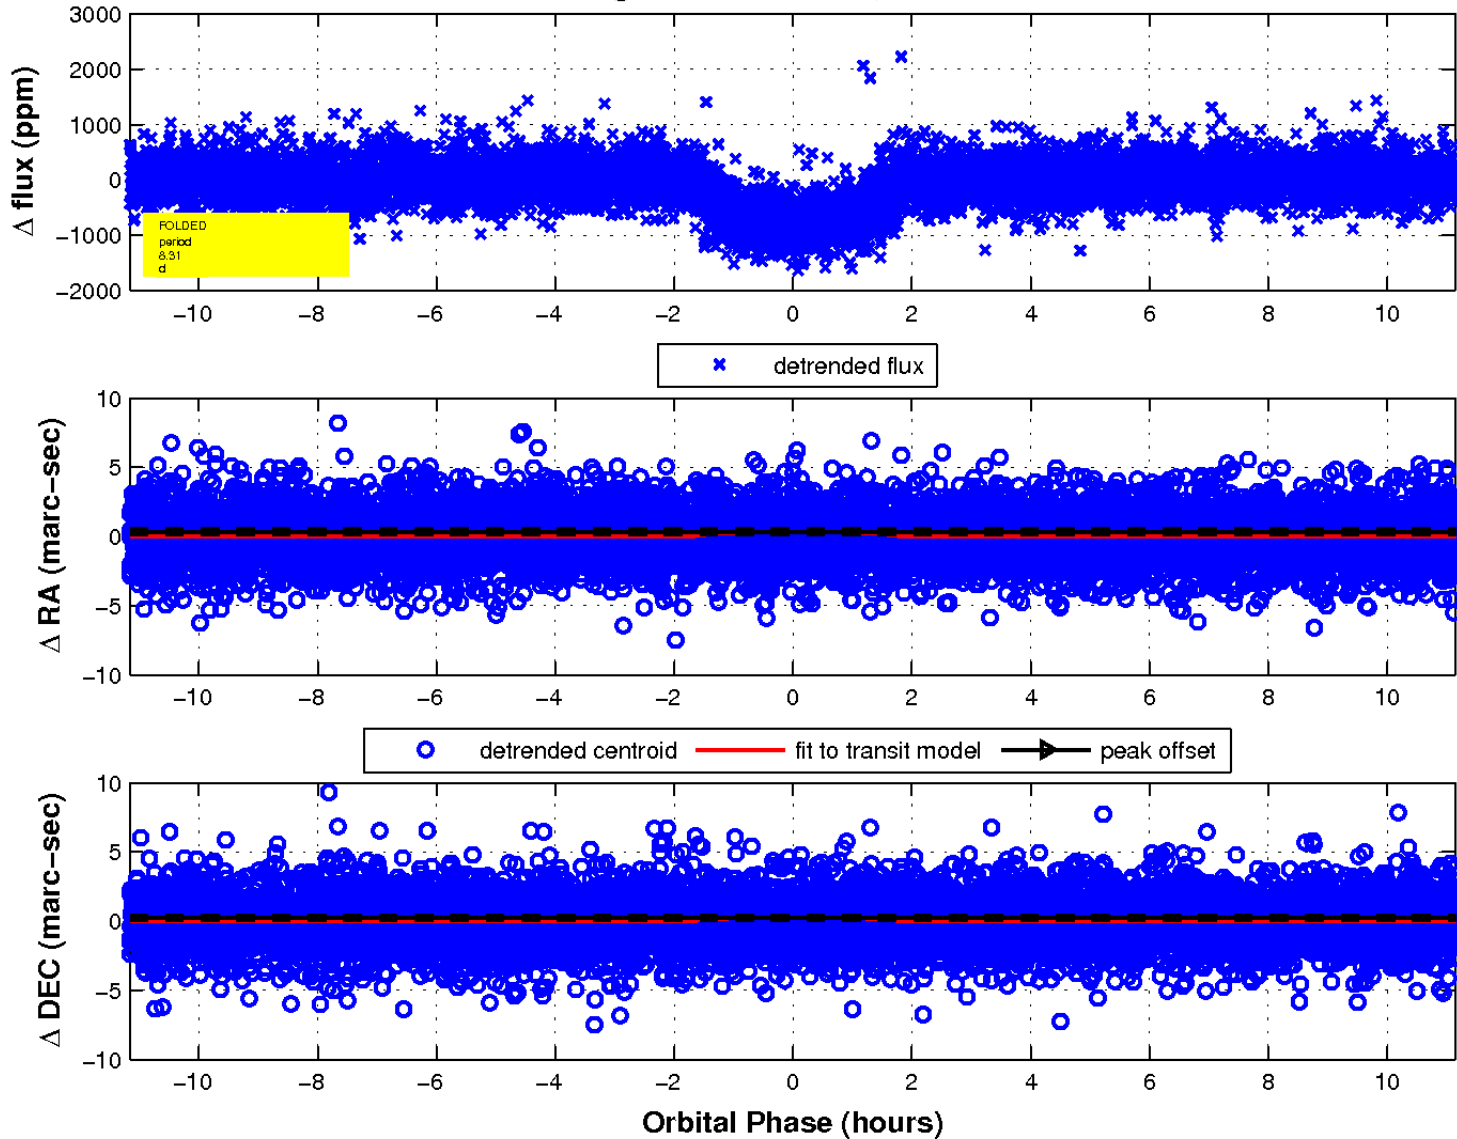 3000
2000
1000
0
−1000
−2000
Δ flux (ppm)
FOLDED
period
8.31
d
−10 −8 −6 −4 −2 0 2 4 6 8 10
detrended flux
10
5
0
−5
−10
Δ RA (marc−sec)
−10 −8 −6 −4 −2 0 2 4 6 8 10
detrended centroid fit to transit model peak offset
10
5
0
−5
−10
Δ DEC (marc−sec)
−10 −8 −6 −4 −2 0 2 4 6 8 10
Orbital Phase (hours)